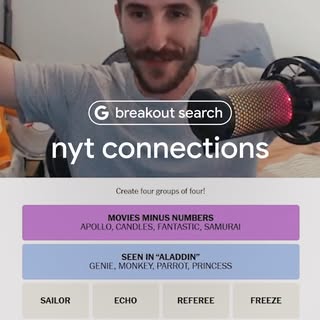 G breakout search
nyt connections
Create four groups of four!
MOVIES MINUS NUMBERS
APOLLO, CANDLES, FANTASTIC, SAMURAI
SEEN IN “ALADDIN”
GENIE, MONKEY, PARROT, PRINCESS
SAILOR ECHO REFEREE FREEZE